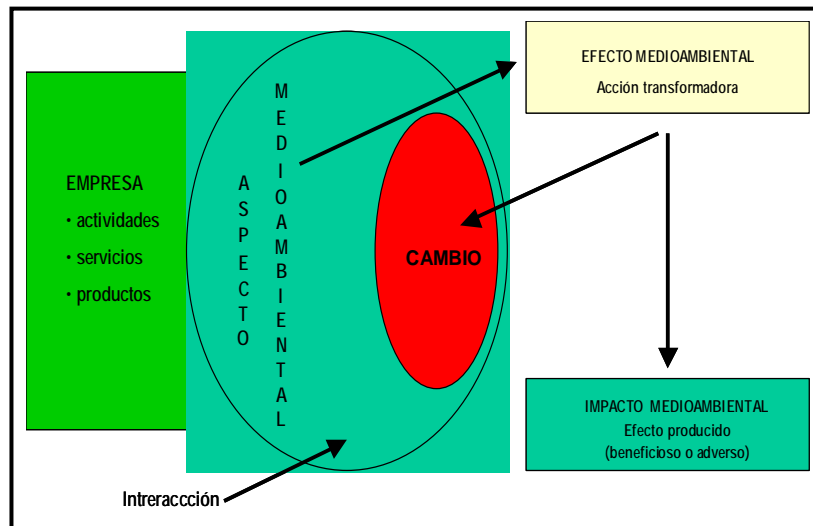 EMPRESA
• actividades
• servicios
• productos
ASPECTO
MEDIOAMBIENTAL
CAMBIO
EFECTO MEDIOAMBIENTAL
Acción transformadora
IMPACTO MEDIOAMBIENTAL
Efecto producido
(beneficioso o adverso)
Intreraccción